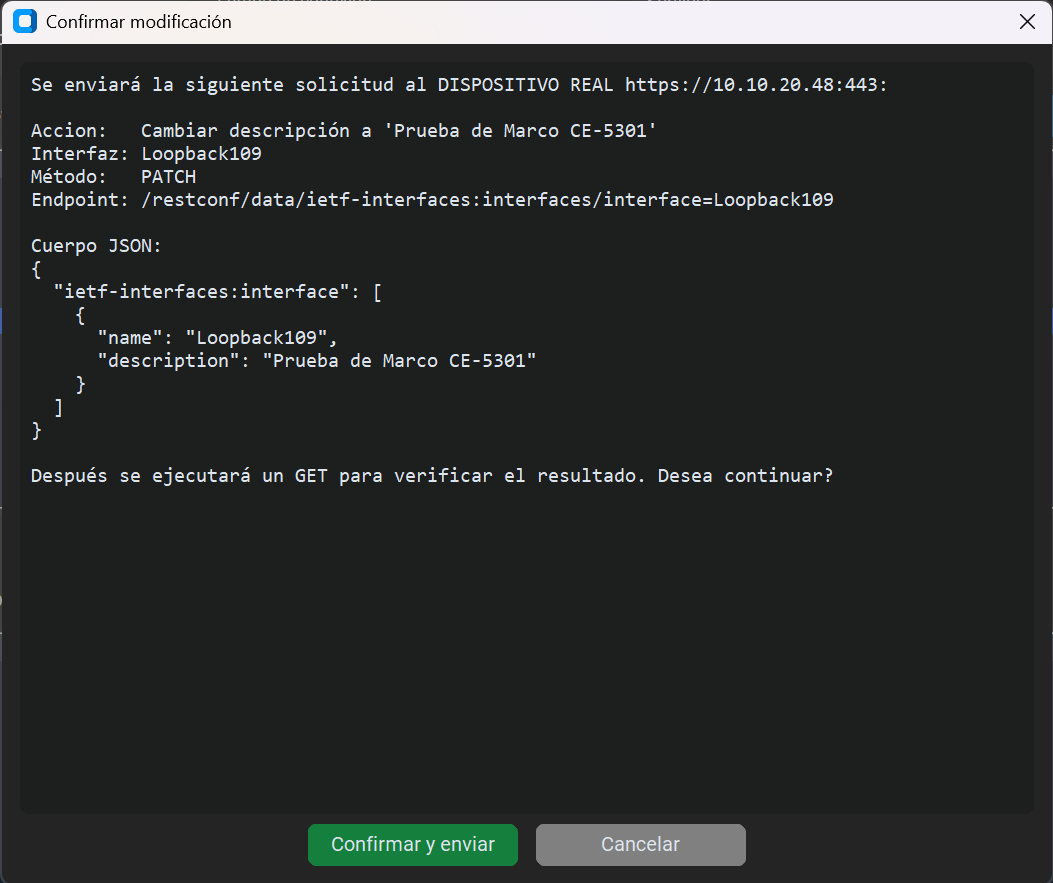 Confirmar modificación
Se enviará la siguiente solicitud al DISPOSITIVO REAL https://10.10.20.48:443:
Accion:   Cambiar descripción a 'Prueba de Marco CE-5301'
Interfaz: Loopback109
Método:   PATCH
Endpoint: /restconf/data/ietf-interfaces:interfaces/interface=Loopback109
Cuerpo JSON:
{
  "ietf-interfaces:interface": [
    {
      "name": "Loopback109",
      "description": "Prueba de Marco CE-5301"
    }
  ]
}
Después se ejecutará un GET para verificar el resultado. Desea continuar?
Confirmar y enviar
Cancelar